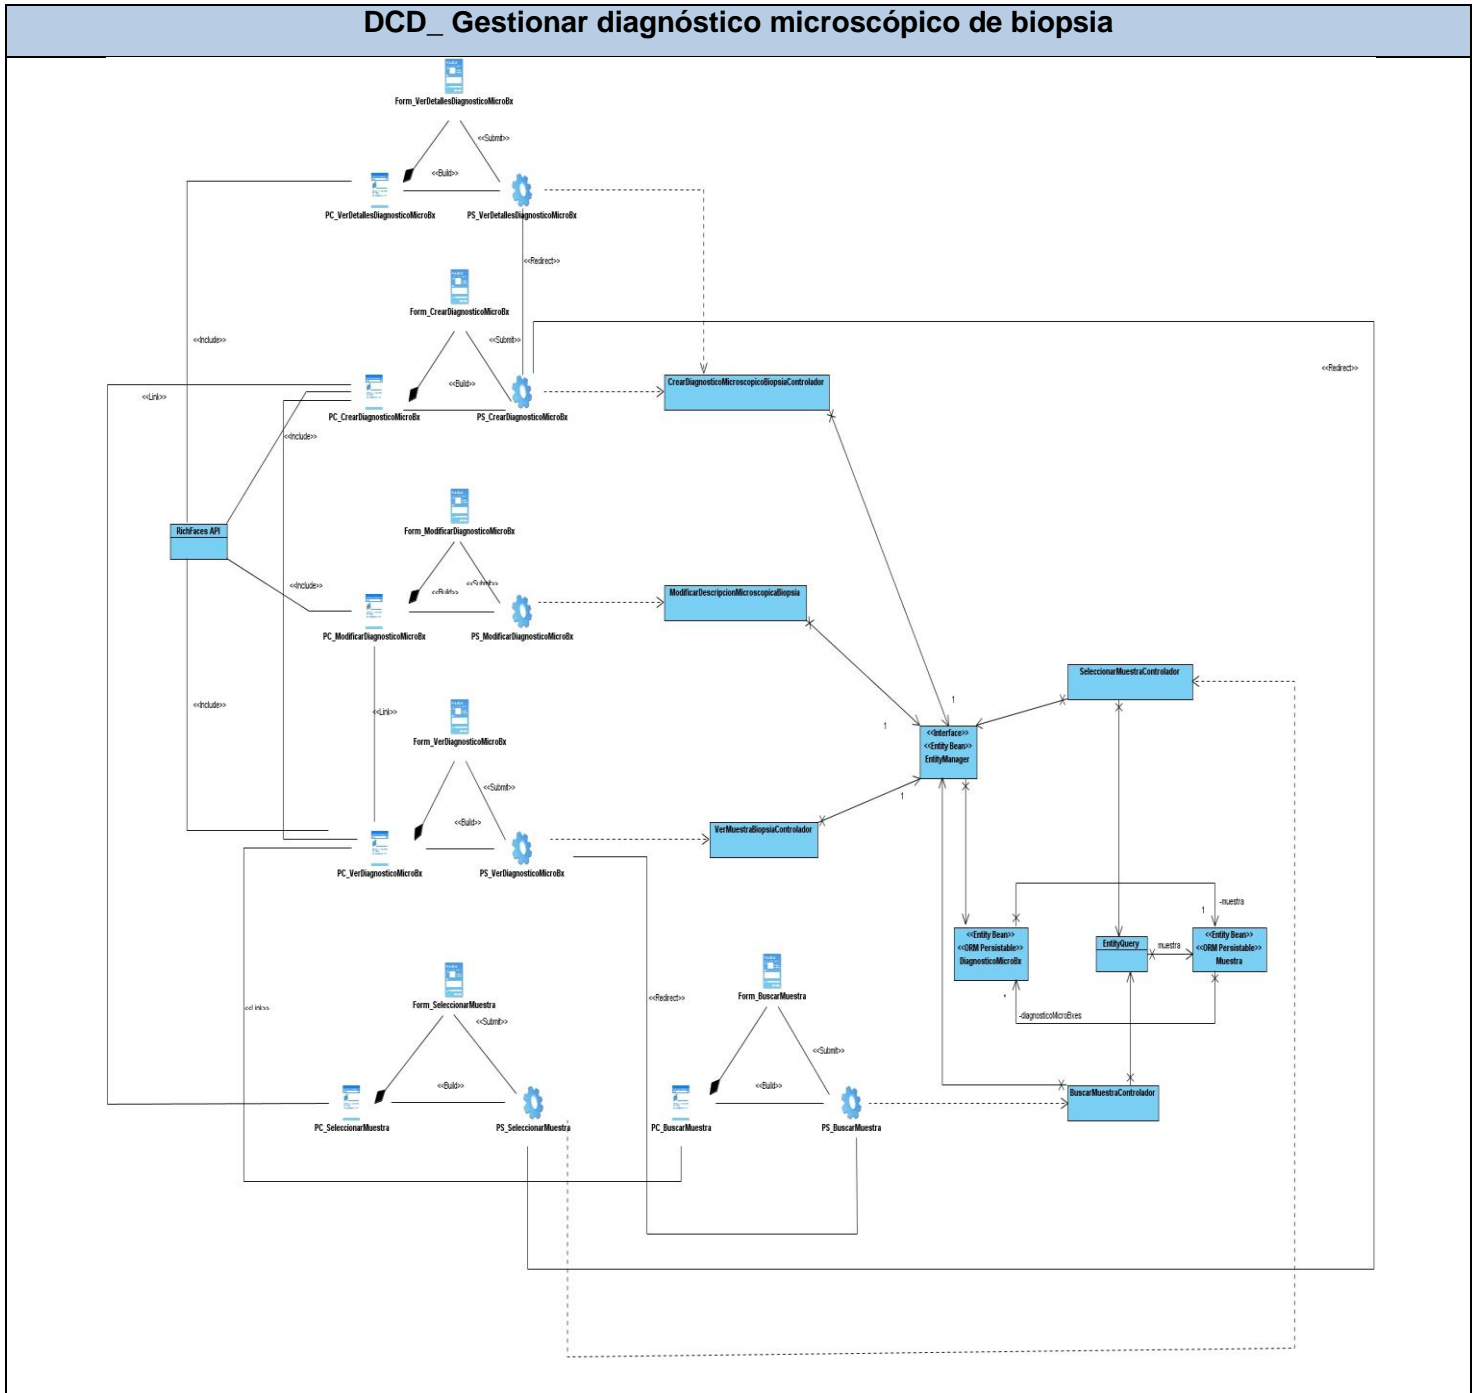 DCD_ Gestionar diagnóstico microscópico de biopsia
Form_VerDetallesDiagnosticoMicroBx
<<Submit>>
<<Build>>
PC_VerDetallesDiagnosticoMicroBx
PS_VerDetallesDiagnosticoMicroBx
<<Redirect>>
Form_CrearDiagnosticoMicroBx
<<Include>>
<<Submit>>
<<Redirect>>
<<Build>>
CrearDiagnosticoMicroscopicoBiopsiaControlador
<<Link>>
PC_CrearDiagnosticoMicroBx
PS_CrearDiagnosticoMicroBx
<<Include>>
Form_ModificarDiagnosticoMicroBx
RichFaces API
<<Include>>
<<Submit>>
<<Build>>
ModificarDescripcionMicroscopicaBiopsia
PC_ModificarDiagnosticoMicroBx
PS_ModificarDiagnosticoMicroBx
SeleccionarMuestraControlador
<<Include>>
<<Link>>
1
1
Form_VerDiagnosticoMicroBx
<<Interface>>
<<Entity Bean>>
EntityManager
<<Submit>>
1
<<Build>>
VerMuestraBiopsiaControlador
PC_VerDiagnosticoMicroBx
PS_VerDiagnosticoMicroBx
-muestra
1
<<Entity Bean>>
<<ORM Persistable>>
DiagnosticoMicroBx
EntityQuery
muestra
<<Entity Bean>>
<<ORM Persistable>>
Muestra
Form_SeleccionarMuestra
<<Redirect>>
Form_BuscarMuestra
*
<<Link>>
<<Submit>>
-diagnosticoMicroBxes
<<Submit>>
<<Build>>
<<Build>>
BuscarMuestraControlador
PC_SeleccionarMuestra
PS_SeleccionarMuestra
PC_BuscarMuestra
PS_BuscarMuestra